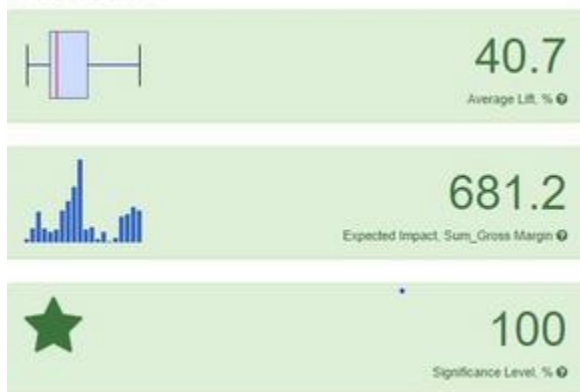 40.7
Average Lift, %
681.2
Expected Impact, Sum_Gross Margin
100
Significance Level, %